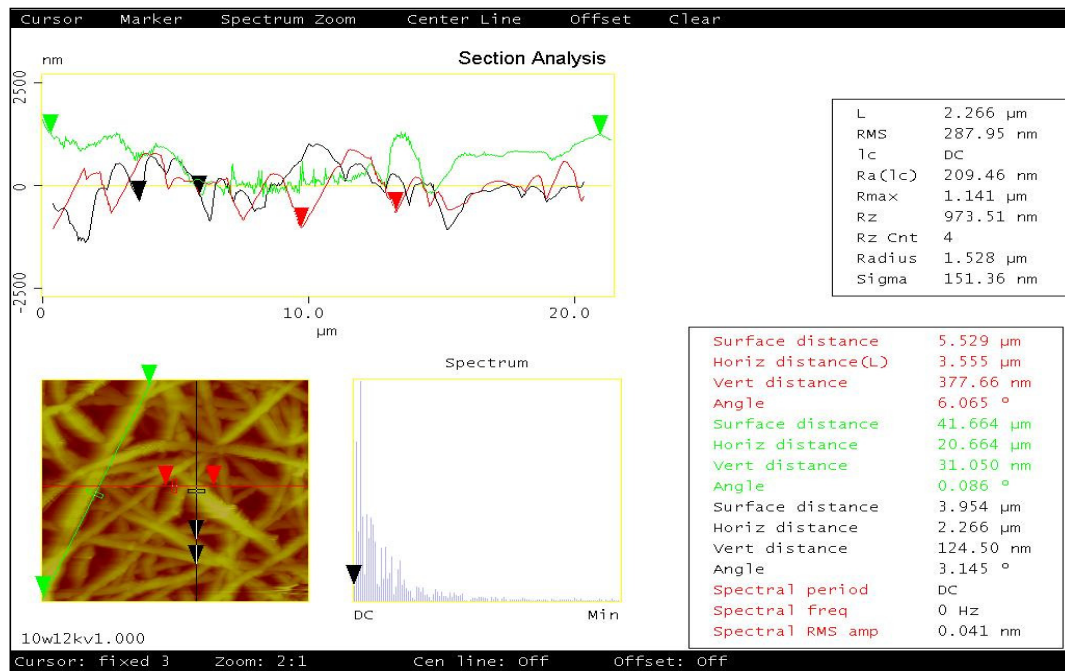 Cursor Marker Spectrum Zoom Center Line Offset Clear
nm
Section Analysis
2500
0
-2500
0 10.0 20.0
µm
L 2.266 µm
RMS 287.95 nm
lc DC
Ra(lc) 209.46 nm
Rmax 1.141 µm
Rz 973.51 nm
Rz Cnt 4
Radius 1.528 µm
Sigma 151.36 nm
Spectrum
DC Min
Surface distance 5.529 µm
Horiz distance(L) 3.555 µm
Vert distance 377.66 nm
Angle 6.065 °
Surface distance 41.664 µm
Horiz distance 20.664 µm
Vert distance 31.050 nm
Angle 0.086 °
Surface distance 3.954 µm
Horiz distance 2.266 µm
Vert distance 124.50 nm
Angle 3.145 °
Spectral period DC
Spectral freq 0 Hz
Spectral RMS amp 0.041 nm
10w12kv1.000
Cursor: fixed 3 Zoom: 2:1 Cen line: Off Offset: Off